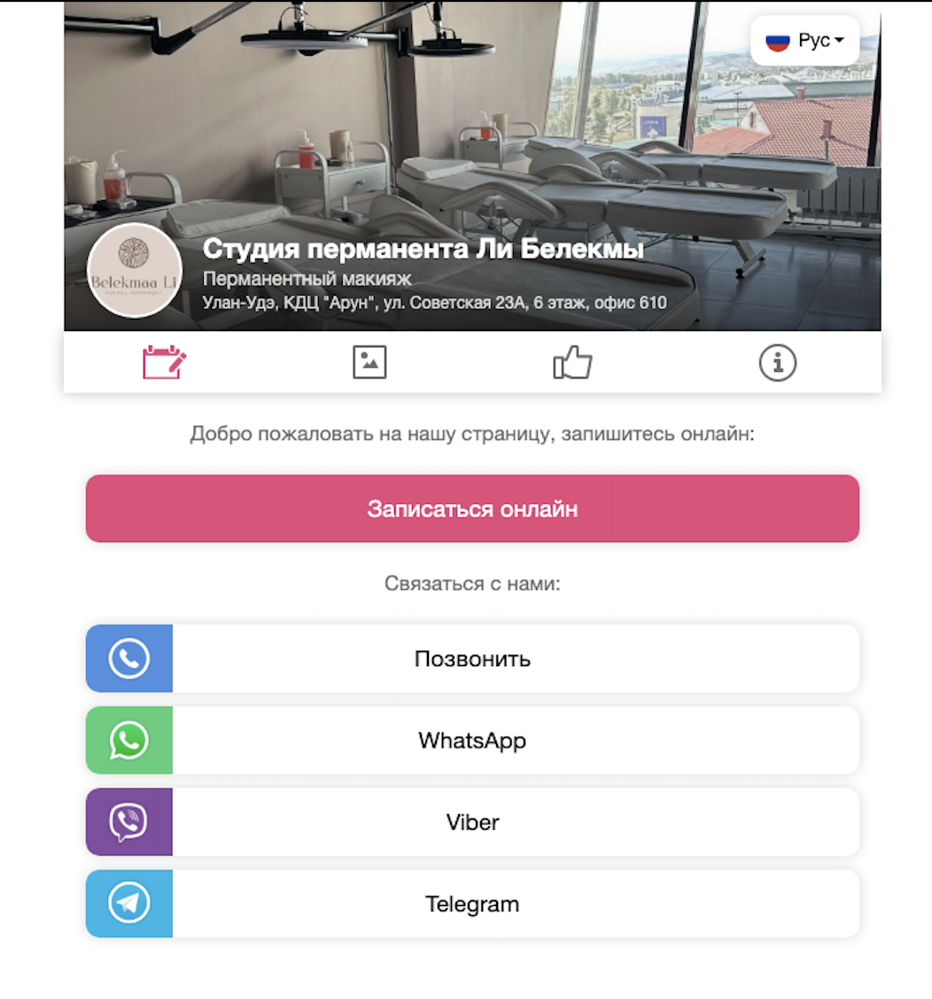 Рус
Belekmaa Li
Студия перманента Ли Белекмы
Перманентный макияж
Улан-Удэ, КДЦ "Арун", ул. Советская 23А, 6 этаж, офис 610
Добро пожаловать на нашу страницу, запишитесь онлайн:
Записаться онлайн
Связаться с нами:
Позвонить
WhatsApp
Viber
Telegram